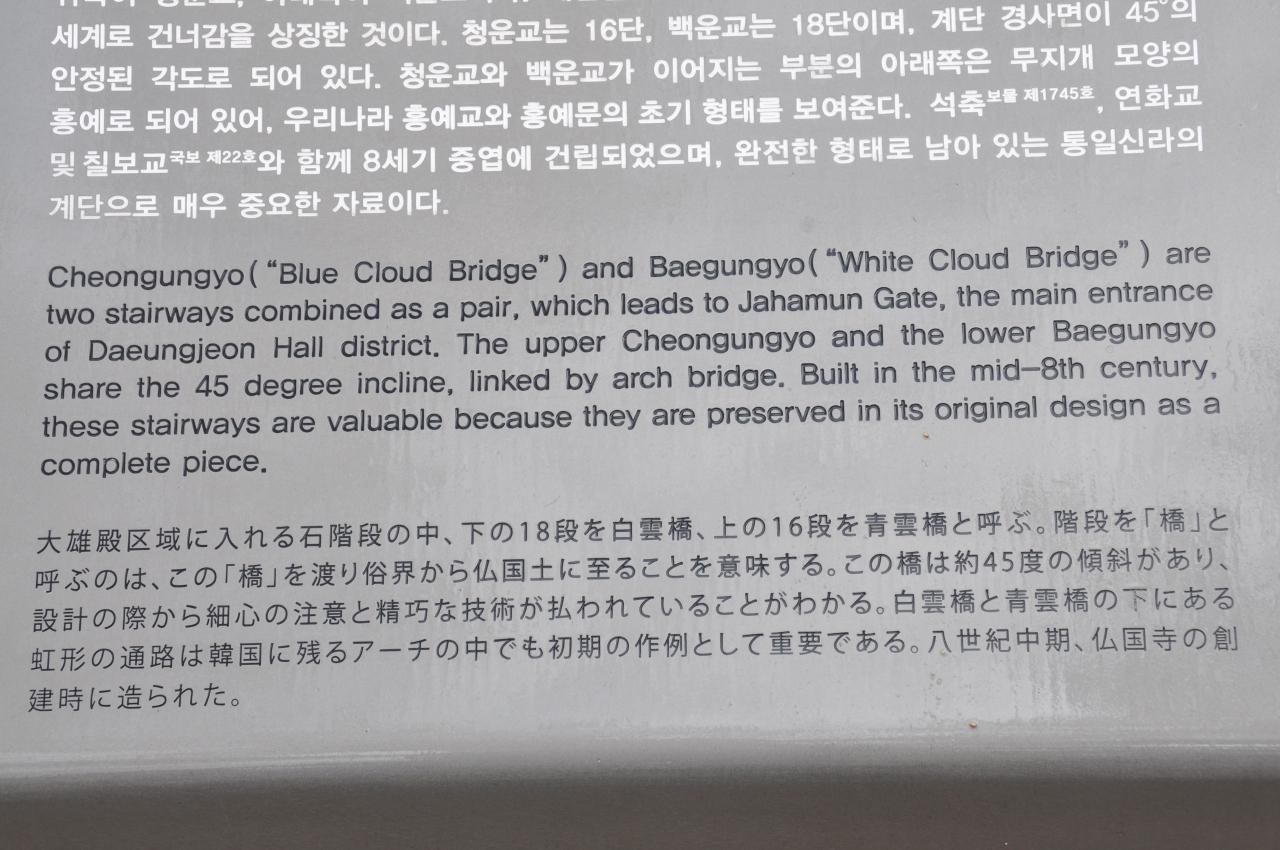 세계로 건너감을 상징한 것이다. 청운교는 16단, 백운교는 18단이며, 계단 경사면이 45°의
안정된 각도로 되어 있다. 청운교와 백운교가 이어지는 부분의 아래쪽은 무지개 모양의
홍예로 되어 있어, 우리나라 홍예교와 홍예문의 초기 형태를 보여준다. 석축보물 제1745호, 연화교
및 칠보교국보 제22호와 함께 8세기 중엽에 건립되었으며, 완전한 형태로 남아 있는 통일신라의
계단으로 매우 중요한 자료이다.
Cheongungyo( “Blue Cloud Bridge” ) and Baegungyo( “White Cloud Bridge” ) are
two stairways combined as a pair, which leads to Jahamun Gate, the main entrance
of Daeungjeon Hall district. The upper Cheongungyo and the lower Baegungyo
share the 45 degree incline, linked by arch bridge. Built in the mid-8th century,
these stairways are valuable because they are preserved in its original design as a
complete piece.
大雄殿区域に入れる石階段の中、下の18段を白雲橋、上の16段を青雲橋と呼ぶ。階段を「橋」と
呼ぶのは、この「橋」を渡り俗界から仏国土に至ることを意味する。この橋は約45度の傾斜があり、
設計の際から細心の注意と精巧な技術が払われていることがわかる。白雲橋と青雲橋の下にある
虹形の通路は韓国に残るアーチの中でも初期の作例として重要である。八世紀中期、仏国寺の創
建時に造られた。